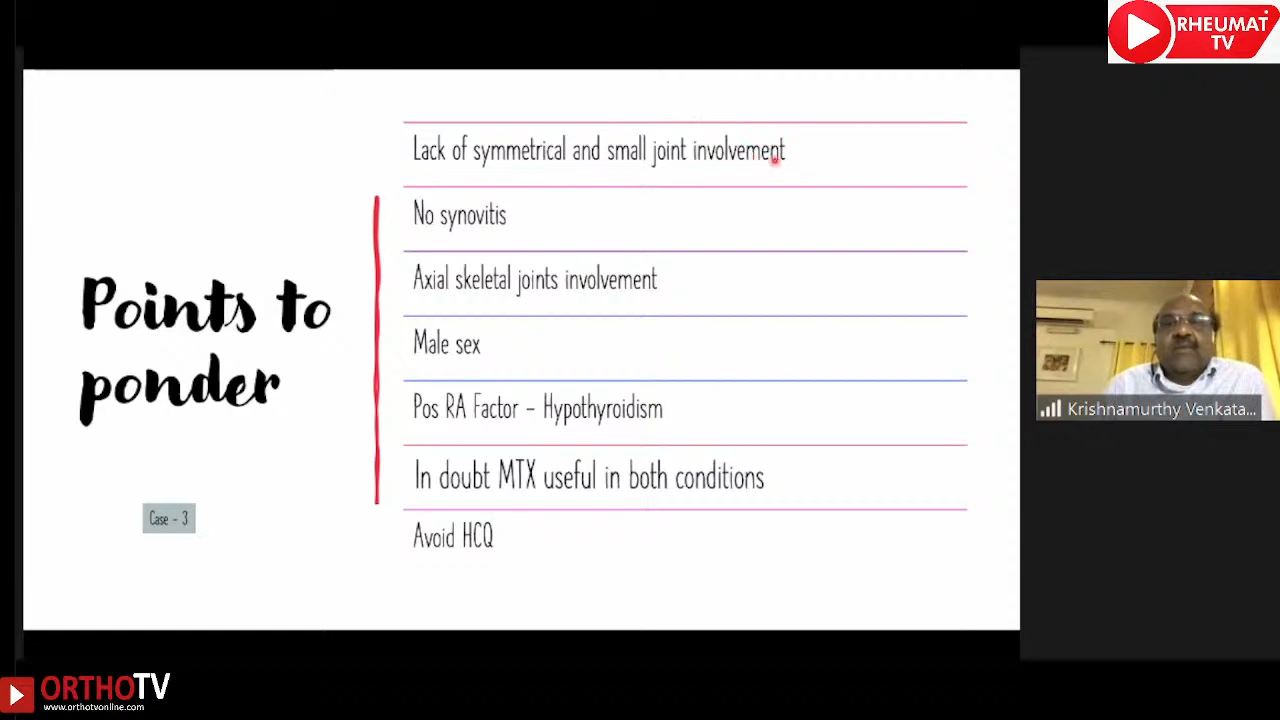 RHEUMAT
TV
Lack of symmetrical and small joint involvement
No synovitis
Axial skeletal joints involvement
Points to
ponder
Male sex
Pos RA Factor – Hypothyroidism
In doubt MTX useful in both conditions
Case – 3
Avoid HCQ
Krishnamurthy Venkata...
ORTHOTV
www.orthotvonline.com